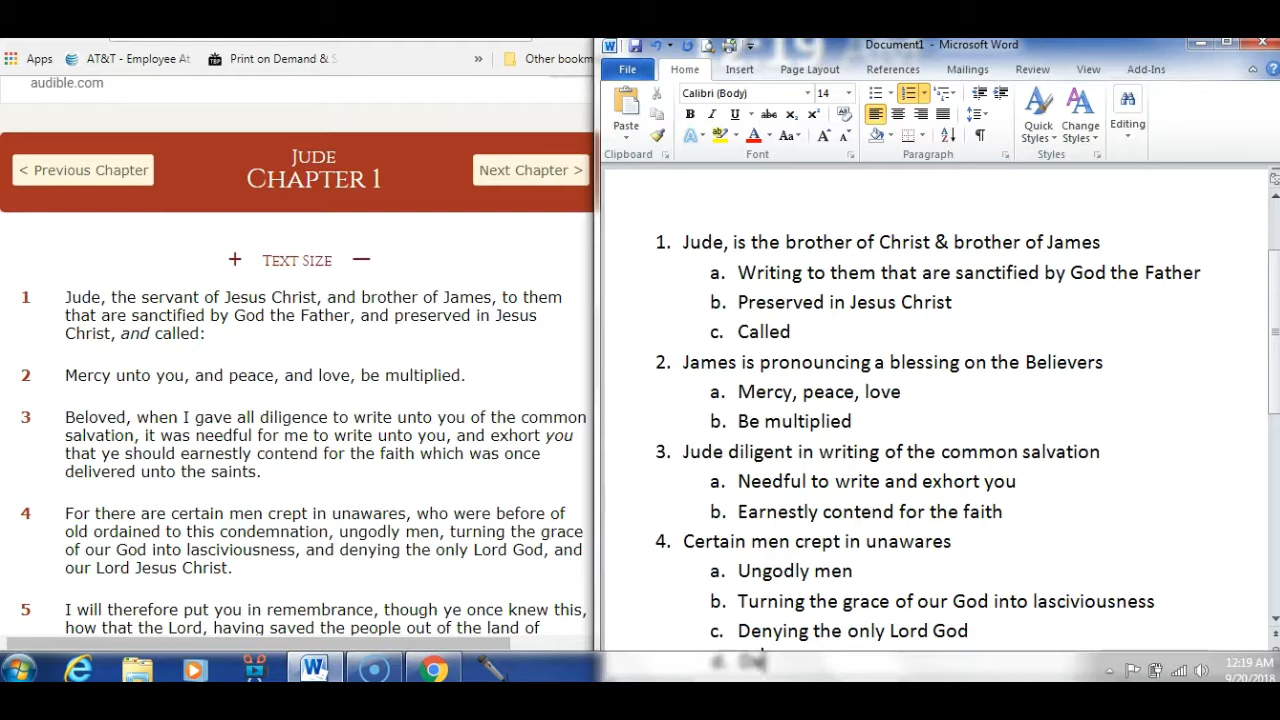 Document1 - Microsoft Word
Apps AT&T - Employee At Print on Demand & S » Other bookm
audible.com
File Home Insert Page Layout References Mailings Review View Add-Ins
Calibri (Body) 14
Paste
Quick Styles
Change Styles
Editing
Clipboard Font Paragraph Styles
< Previous Chapter
Jude
Chapter 1
Next Chapter >
+ Text Size —
1 Jude, the servant of Jesus Christ, and brother of James, to them
that are sanctified by God the Father, and preserved in Jesus
Christ, and called:
2 Mercy unto you, and peace, and love, be multiplied.
3 Beloved, when I gave all diligence to write unto you of the common
salvation, it was needful for me to write unto you, and exhort you
that ye should earnestly contend for the faith which was once
delivered unto the saints.
4 For there are certain men crept in unawares, who were before of
old ordained to this condemnation, ungodly men, turning the grace
of our God into lasciviousness, and denying the only Lord God, and
our Lord Jesus Christ.
5 I will therefore put you in remembrance, though ye once knew this,
how that the Lord, having saved the people out of the land of
1. Jude, is the brother of Christ & brother of James
a. Writing to them that are sanctified by God the Father
b. Preserved in Jesus Christ
c. Called
2. James is pronouncing a blessing on the Believers
a. Mercy, peace, love
b. Be multiplied
3. Jude diligent in writing of the common salvation
a. Needful to write and exhort you
b. Earnestly contend for the faith
4. Certain men crept in unawares
a. Ungodly men
b. Turning the grace of our God into lasciviousness
c. Denying the only Lord God
12:19 AM
9/20/2018